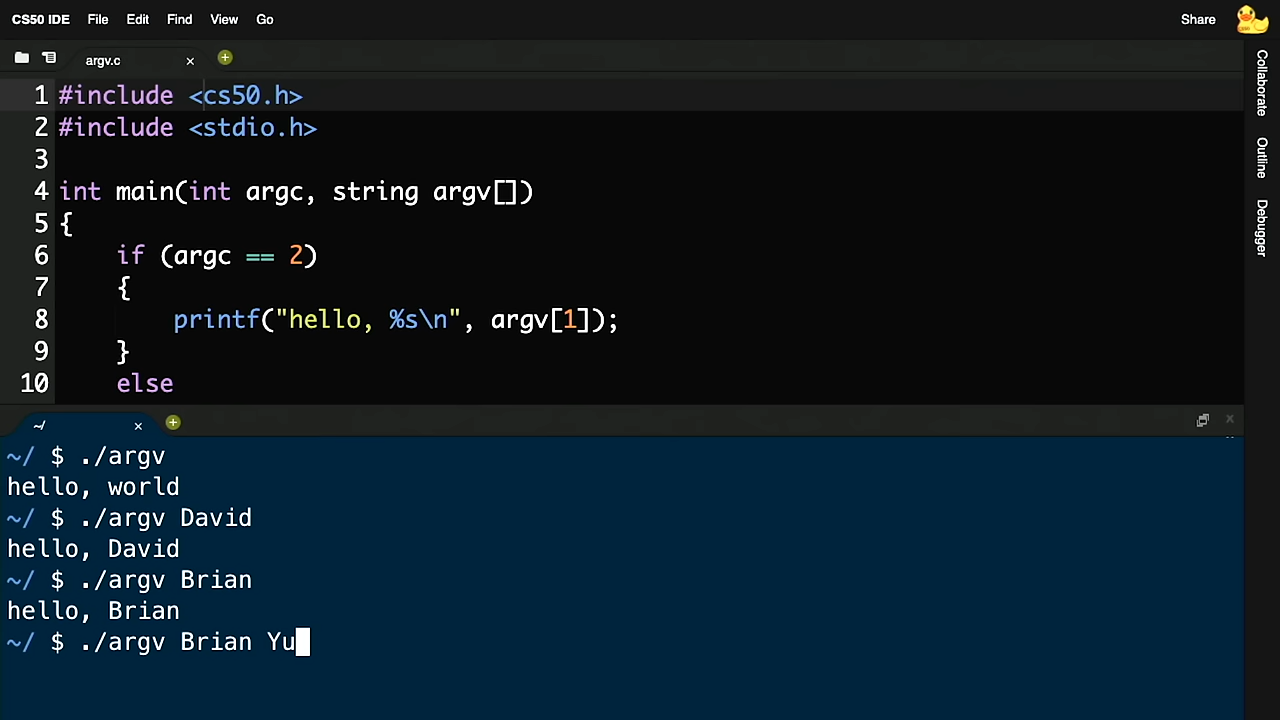 CS50 IDE File Edit Find View Go Share
argv.c
1 #include <cs50.h>
2 #include <stdio.h>
3
4 int main(int argc, string argv[])
5 {
6     if (argc == 2)
7     {
8         printf("hello, %s\n", argv[1]);
9     }
10     else
Collaborate
Outline
Debugger
~/
~/ $ ./argv
hello, world
~/ $ ./argv David
hello, David
~/ $ ./argv Brian
hello, Brian
~/ $ ./argv Brian Yu